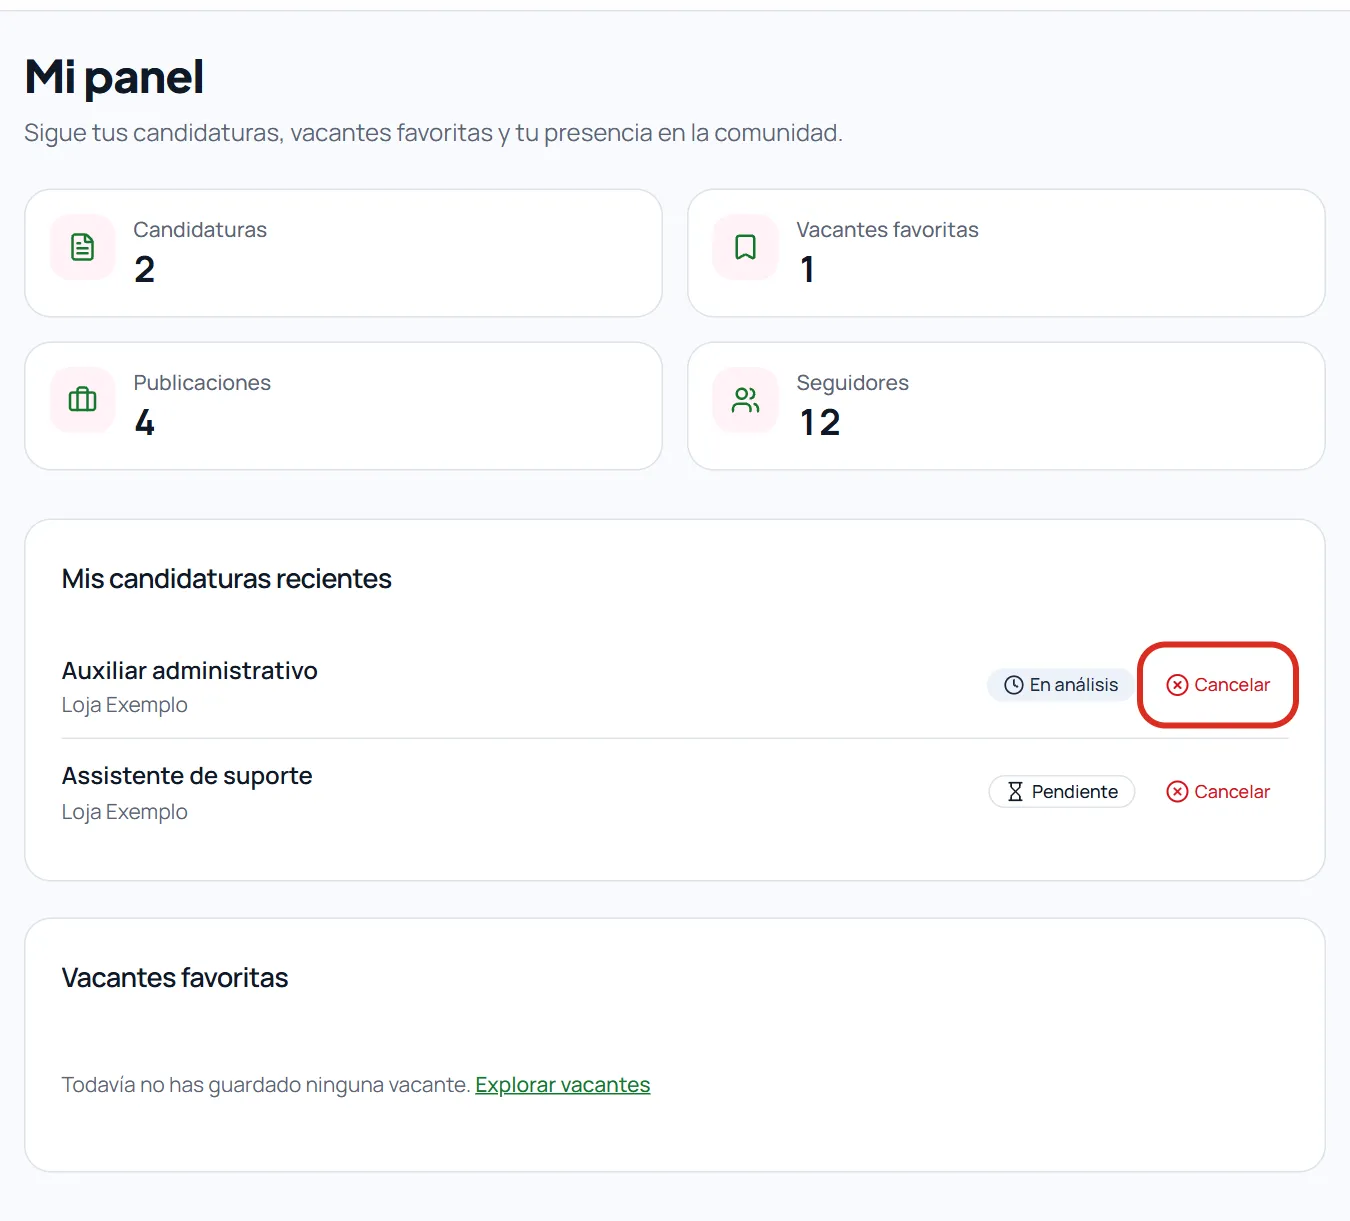 Mi panel
Sigue tus candidaturas, vacantes favoritas y tu presencia en la comunidad.
Candidaturas
2
Vacantes favoritas
1
Publicaciones
4
Seguidores
12
Mis candidaturas recientes
Auxiliar administrativo
Loja Exemplo
En análisis
Cancelar
Assistente de suporte
Loja Exemplo
Pendiente
Cancelar
Vacantes favoritas
Todavía no has guardado ninguna vacante. Explorar vacantes